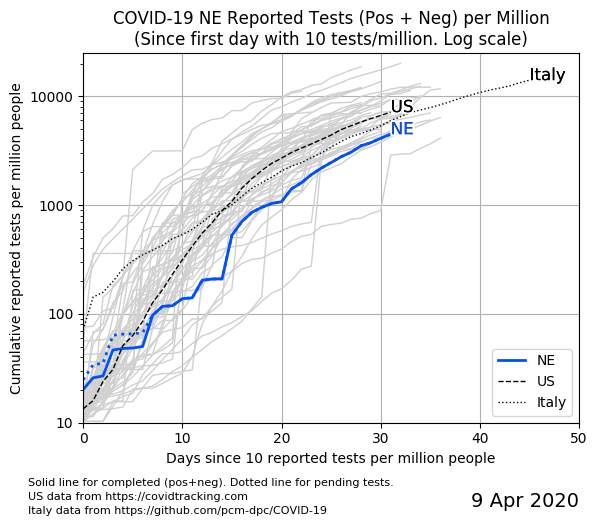 COVID-19 NE Reported Tests (Pos + Neg) per Million
(Since first day with 10 tests/million. Log scale)
Cumulative reported tests per million people
10000
1000
100
10
Italy
US
NE
NE
US
Italy
0 10 20 30 40 50
Days since 10 reported tests per million people
Solid line for completed (pos+neg). Dotted line for pending tests.
US data from https://covidtracking.com
Italy data from https://github.com/pcm-dpc/COVID-19
9 Apr 2020